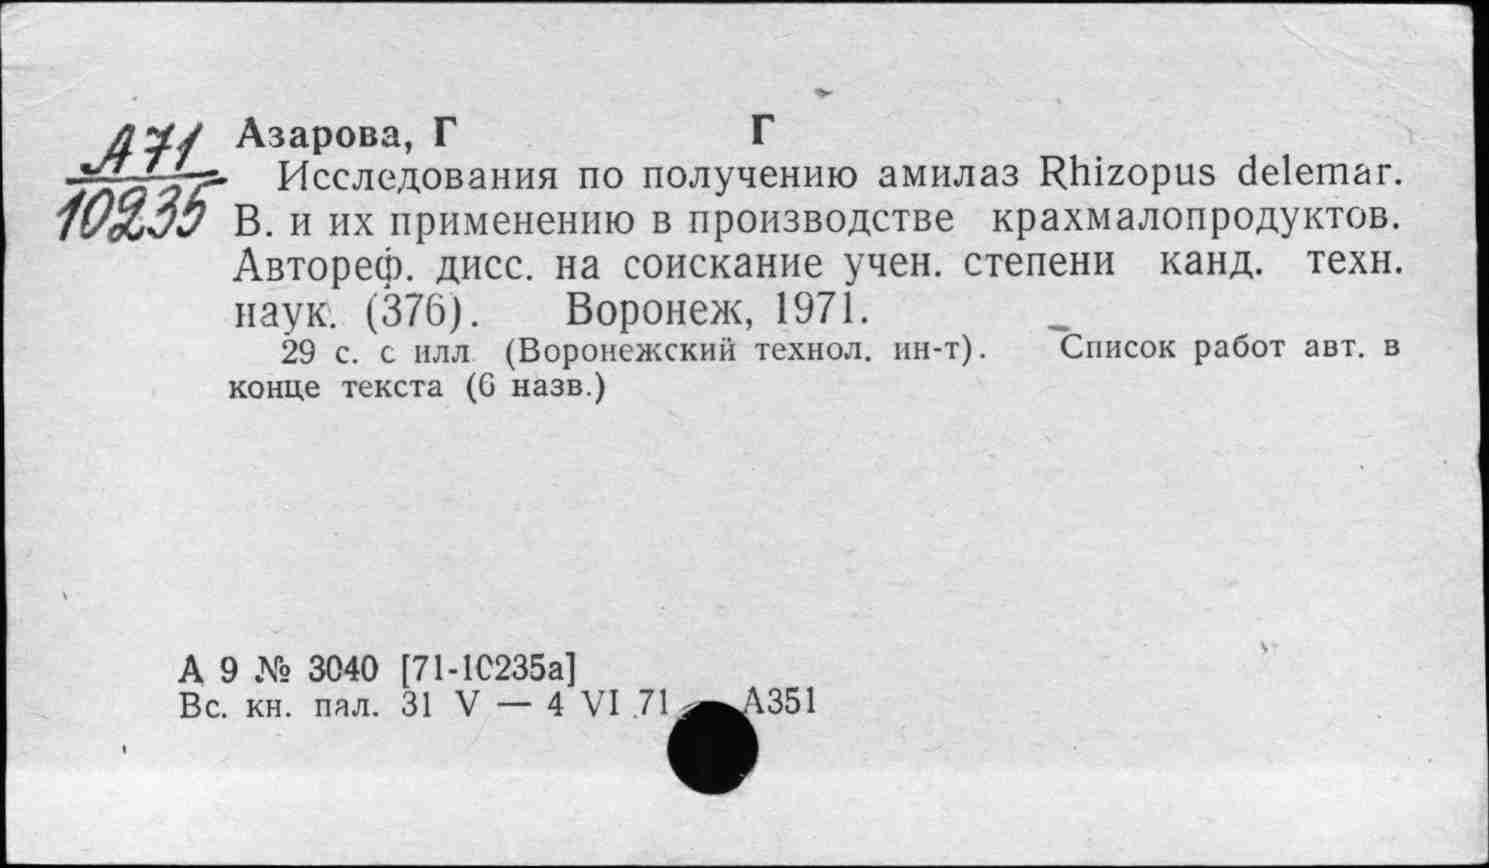 А71 Азарова, Г Г
10235
Исследования по получению амилаз Rhizopus delemar.
В. и их применению в производстве крахмалопродуктов.
Автореф. дисс. на соискание учен. степени канд. техн.
наук. (376). Воронеж, 1971.
29 с. с илл (Воронежский технол. ин-т). Список работ авт. в
конце текста (6 назв.)
А 9 № 3040 [71-10235а]
Вс. кн. пал. 31 V — 4 VI 71 А351